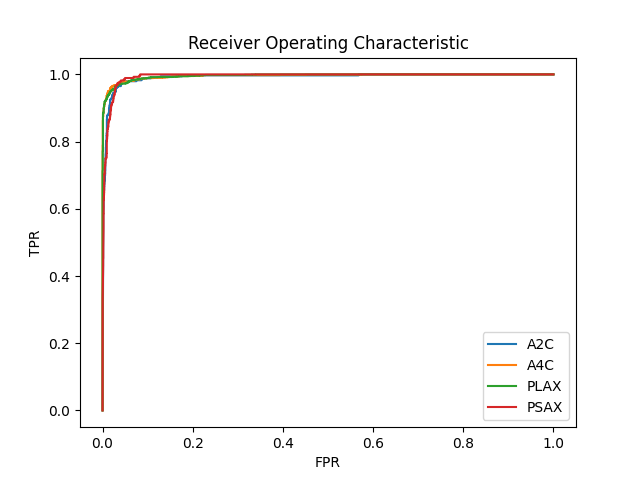 Receiver Operating Characteristic
1.0
0.8
0.6
0.4
0.2
0.0
TPR
0.0 0.2 0.4 0.6 0.8 1.0
FPR
A2C
A4C
PLAX
PSAX